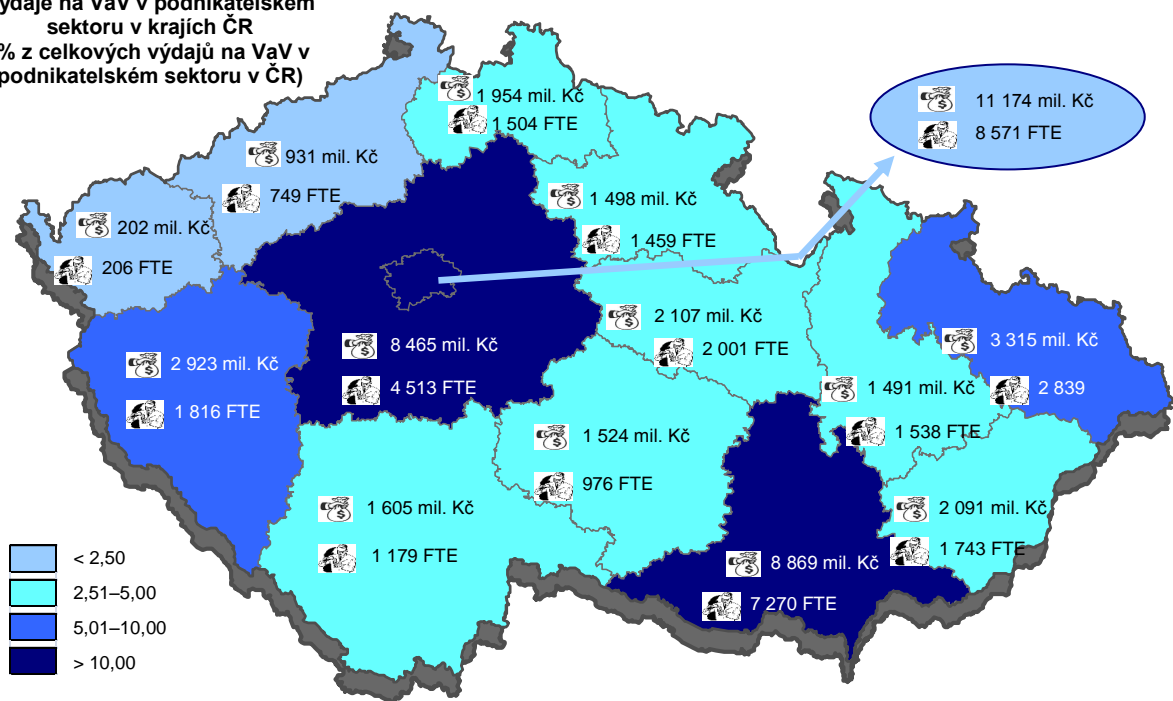 výdaje na VaV v podnikatelském
sektoru v krajích ČR
% z celkových výdajů na VaV v
podnikatelském sektoru v ČR)
1 954 mil. Kč
1 504 FTE
11 174 mil. Kč
8 571 FTE
931 mil. Kč
749 FTE
1 498 mil. Kč
1 459 FTE
202 mil. Kč
206 FTE
2 107 mil. Kč
2 001 FTE
8 465 mil. Kč
4 513 FTE
3 315 mil. Kč
2 839
2 923 mil. Kč
1 816 FTE
1 491 mil. Kč
1 538 FTE
1 524 mil. Kč
976 FTE
1 605 mil. Kč
1 179 FTE
2 091 mil. Kč
1 743 FTE
8 869 mil. Kč
7 270 FTE
< 2,50
2,51–5,00
5,01–10,00
> 10,00